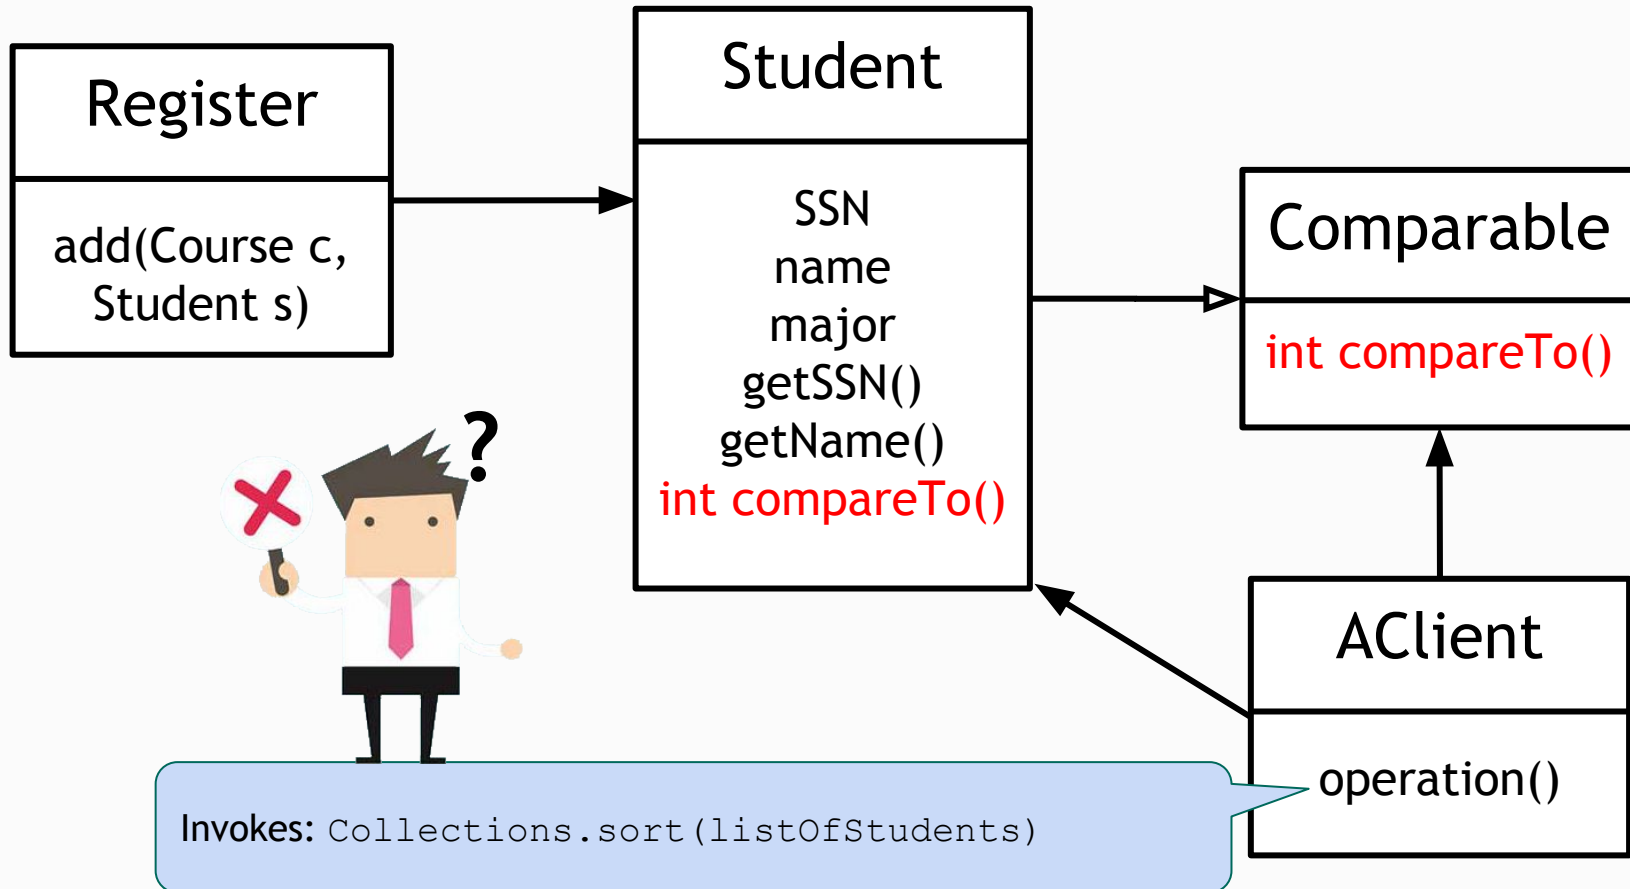 Register
add(Course c,
Student s)
Student
SSN
name
major
getSSN()
getName()
int compareTo()
Comparable
int compareTo()
?
AClient
operation()
Invokes: Collections.sort(listOfStudents)